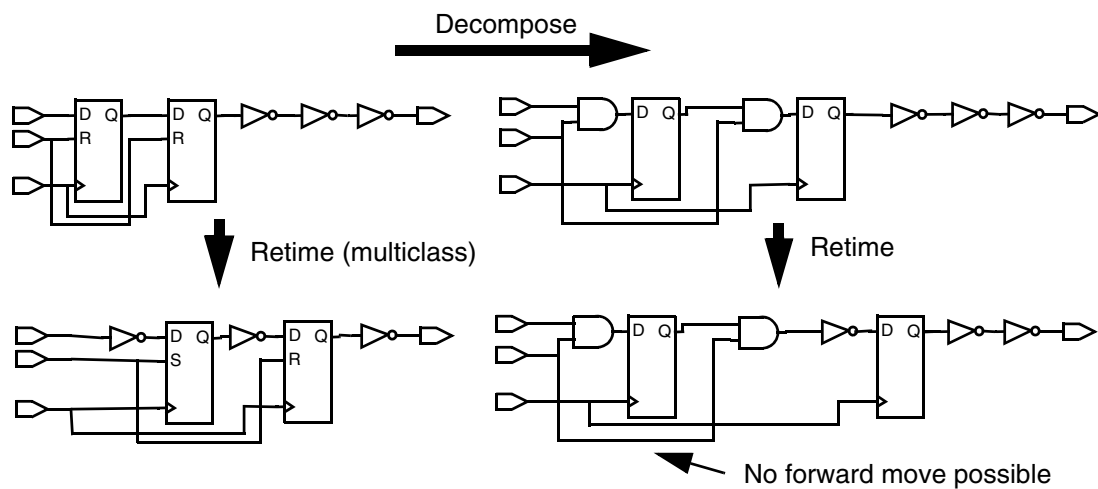 Decompose
D Q D Q D Q D Q
R R
Retime (multiclass) Retime
D Q D Q D Q D Q
S R
No forward move possible